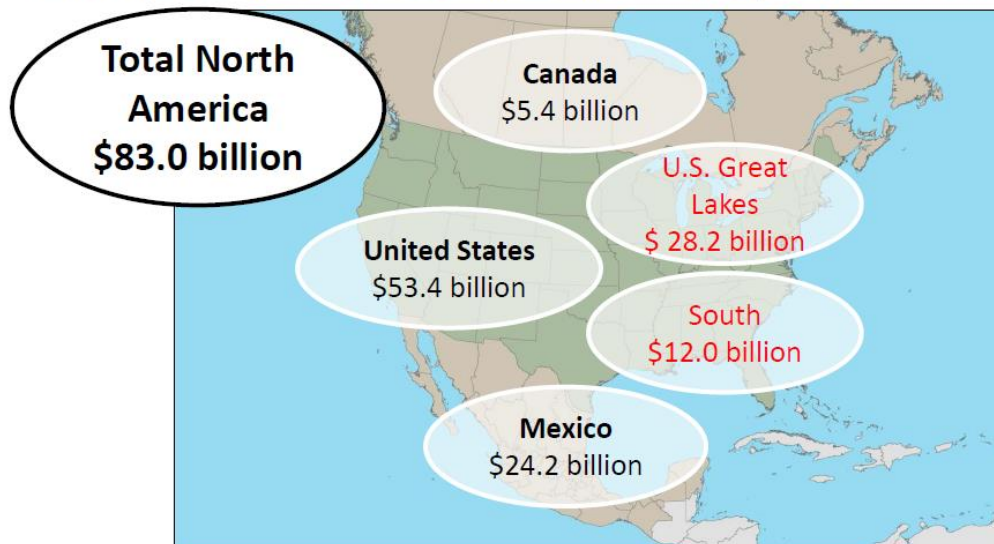 Total North
America
$83.0 billion
Canada
$5.4 billion
U.S. Great
Lakes
$ 28.2 billion
United States
$53.4 billion
South
$12.0 billion
Mexico
$24.2 billion